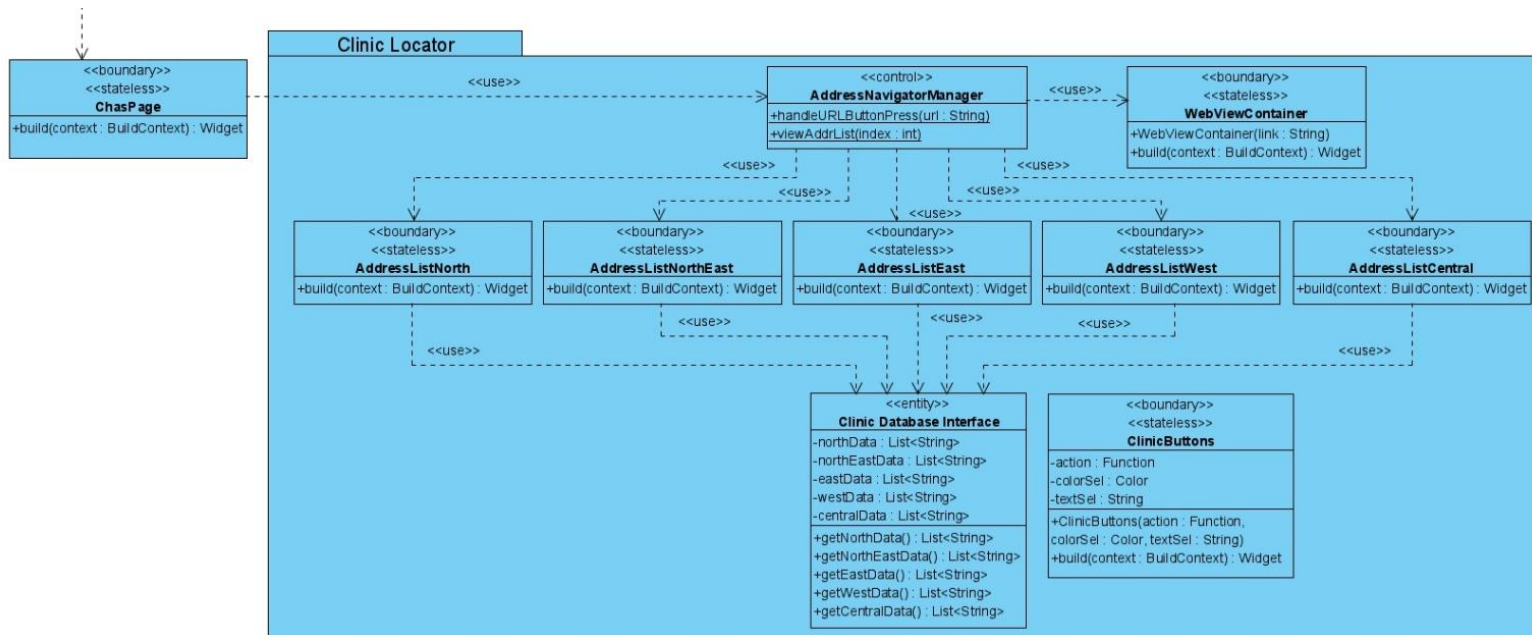 Clinic Locator
<<boundary>>
<<stateless>>
ChasPage
+build(context : BuildContext) : Widget
<<use>>
<<control>>
AddressNavigatorManager
+handleURLButtonPress(url : String)
+viewAddrList(index : int)
<<use>>
<<boundary>>
<<stateless>>
WebViewContainer
+WebViewContainer(link : String)
+build(context : BuildContext) : Widget
<<use>>
<<use>>
<<use>>
<<use>>
<<use>>
<<boundary>>
<<stateless>>
AddressListNorth
+build(context : BuildContext) : Widget
<<boundary>>
<<stateless>>
AddressListNorthEast
+build(context : BuildContext) : Widget
<<boundary>>
<<stateless>>
AddressListEast
+build(context : BuildContext) : Widget
<<boundary>>
<<stateless>>
AddressListWest
+build(context : BuildContext) : Widget
<<boundary>>
<<stateless>>
AddressListCentral
+build(context : BuildContext) : Widget
<<use>>
<<use>>
<<use>>
<<use>>
<<use>>
<<entity>>
Clinic Database Interface
-northData : List<String>
-northEastData : List<String>
-eastData : List<String>
-westData : List<String>
-centralData : List<String>
+getNorthData() : List<String>
+getNorthEastData() : List<String>
+getEastData() : List<String>
+getWestData() : List<String>
+getCentralData() : List<String>
<<boundary>>
<<stateless>>
ClinicButtons
-action : Function
-colorSel : Color
-textSel : String
+ClinicButtons(action : Function,
colorSel : Color, textSel : String)
+build(context : BuildContext) : Widget